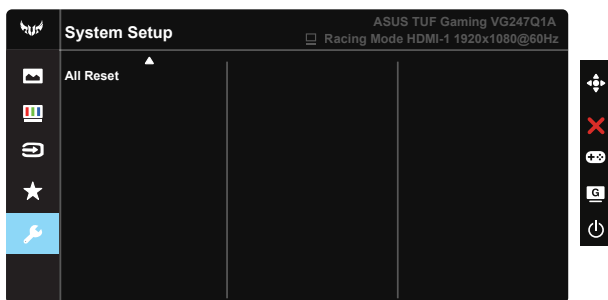 System Setup
ASUS TUF Gaming VG247Q1A
Racing Mode HDMI-1 1920x1080@60Hz
All Reset
G